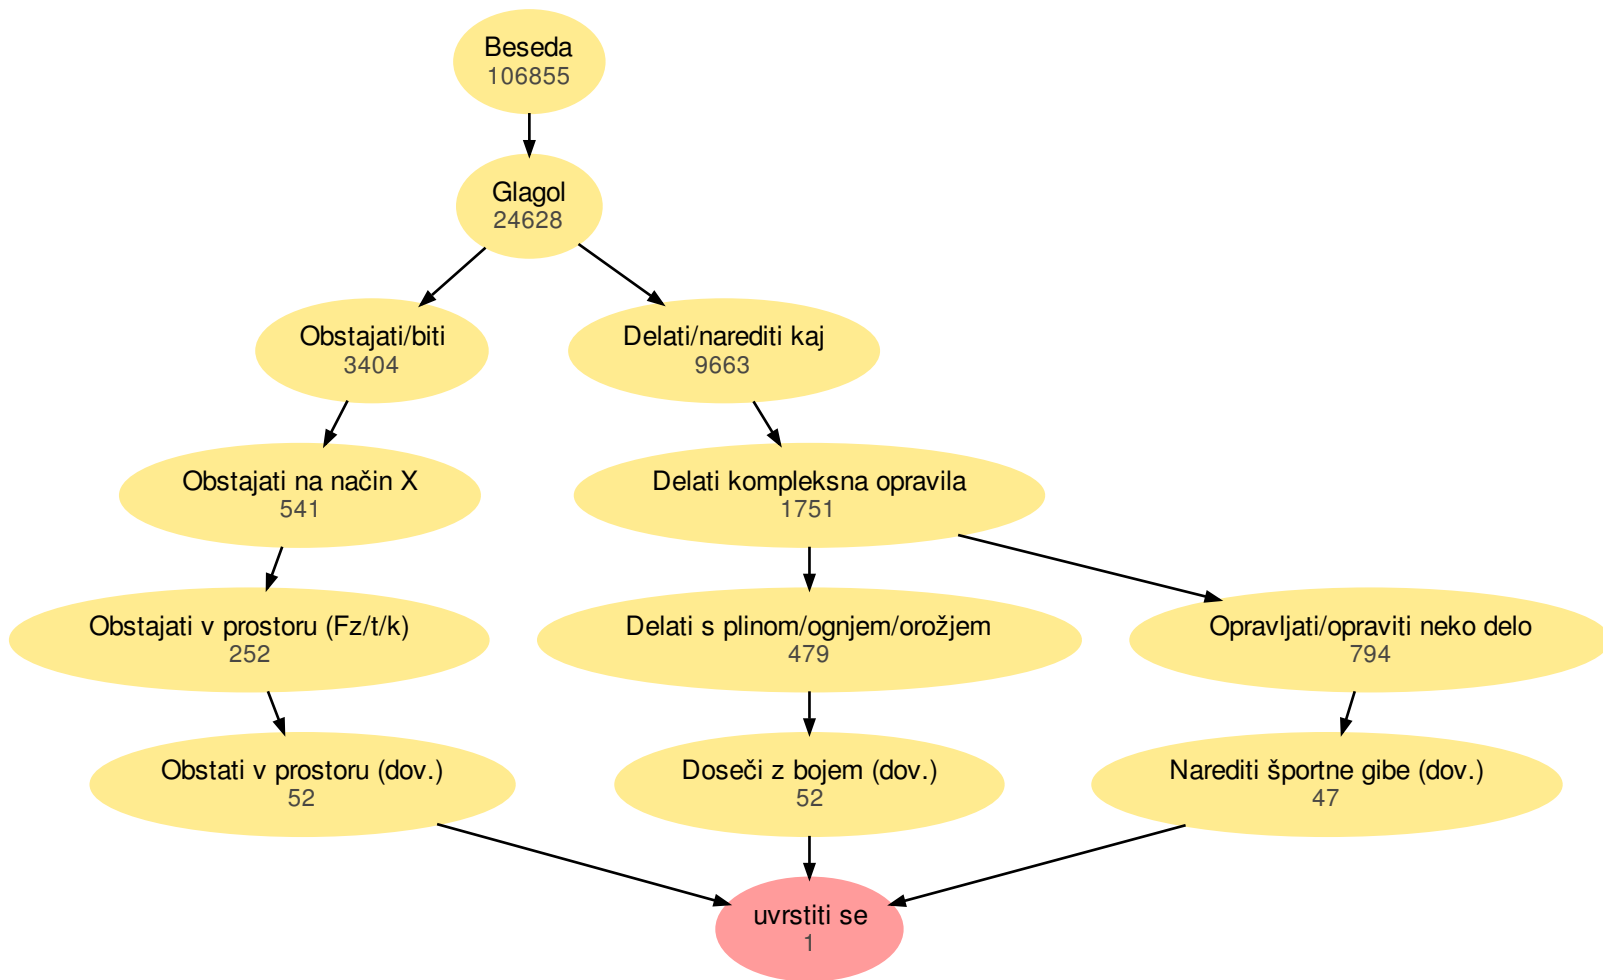 Beseda
106855
Glagol
24628
Obstajati/biti
3404
Delati/narediti kaj
9663
Obstajati na način X
541
Delati kompleksna opravila
1751
Obstajati v prostoru (Fz/t/k)
252
Delati s plinom/ognjem/orožjem
479
Opravljati/opraviti neko delo
794
Obstati v prostoru (dov.)
52
Doseči z bojem (dov.)
52
Narediti športne gibe (dov.)
47
uvrstiti se
1